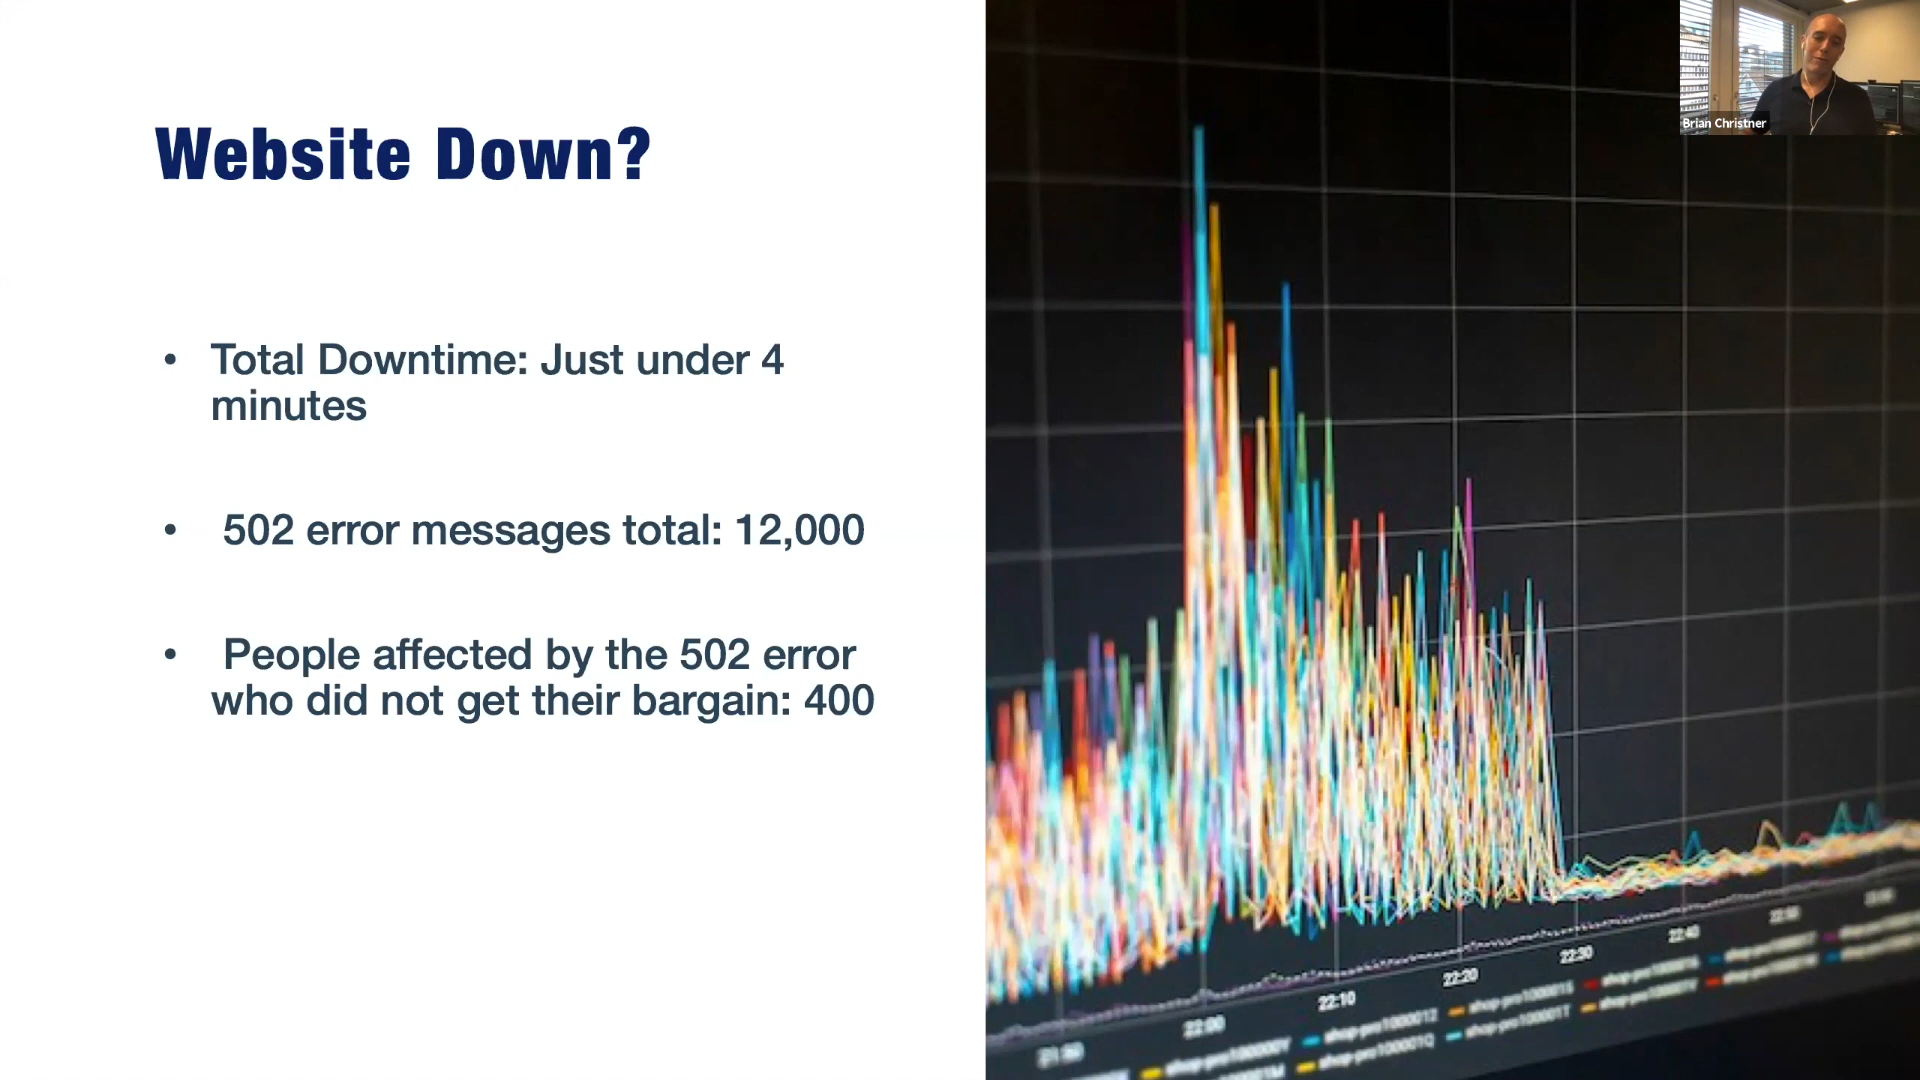 Website Down?
Brian Christner
• Total Downtime: Just under 4
minutes
• 502 error messages total: 12,000
• People affected by the 502 error
who did not get their bargain: 400
21:50
22:00
22:10
22:20
22:30
22:40
22:50